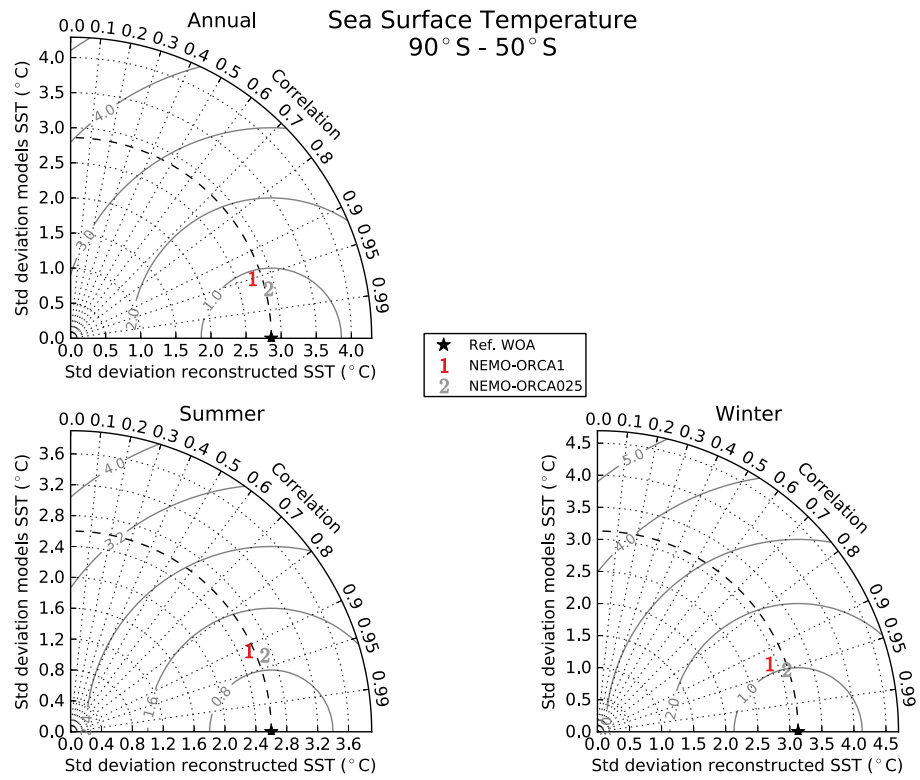 Sea Surface Temperature
90°S - 50°S
Annual
0.0 0.1 0.2 0.3 0.4 0.5 0.6 0.7 0.8 0.9 0.95 0.99
Correlation
Std deviation models SST (°C)
4.0
3.5
3.0
2.5
2.0
1.5
1.0
0.5
0.0
4.0
3.0
2.0
1.0
0.0 0.5 1.0 1.5 2.0 2.5 3.0 3.5 4.0
Std deviation reconstructed SST (°C)
1
2
Ref. WOA
1 NEMO-ORCA1
2 NEMO-ORCA025
Summer
0.0 0.1 0.2 0.3 0.4 0.5 0.6 0.7 0.8 0.9 0.95 0.99
Correlation
Std deviation models SST (°C)
3.6
3.2
2.8
2.4
2.0
1.6
1.2
0.8
0.4
0.0
4.0
3.2
1.6
0.8
0.0 0.4 0.8 1.2 1.6 2.0 2.4 2.8 3.2 3.6
Std deviation reconstructed SST (°C)
1
2
Winter
0.0 0.1 0.2 0.3 0.4 0.5 0.6 0.7 0.8 0.9 0.95 0.99
Correlation
Std deviation models SST (°C)
4.5
4.0
3.5
3.0
2.5
2.0
1.5
1.0
0.5
0.0
5.0
4.0
2.0
1.0
0.0 0.5 1.0 1.5 2.0 2.5 3.0 3.5 4.0 4.5
Std deviation reconstructed SST (°C)
1
2